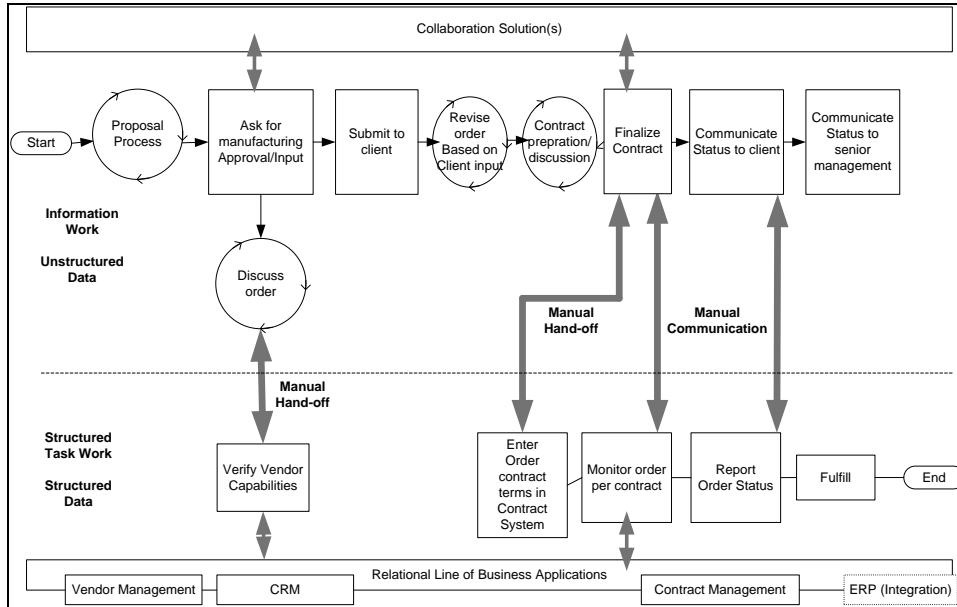 Collaboration Solution(s)
Start
Proposal
Process
Ask for
manufacturing
Approval/Input
Submit to
client
Revise
order
Based on
Client input
Contract
prepration/
discussion
Finalize
Contract
Communicate
Status to client
Communicate
Status to
senior
management
Information
Work
Unstructured
Data
Discuss
order
Manual
Hand-off
Manual
Communication
Manual
Hand-off
Structured
Task Work
Structured
Data
Verify Vendor
Capabilities
Enter
Order
contract
terms in
Contract
System
Monitor order
per contract
Report
Order Status
Fulfill
End
Relational Line of Business Applications
Vendor Management
CRM
Contract Management
ERP (Integration)